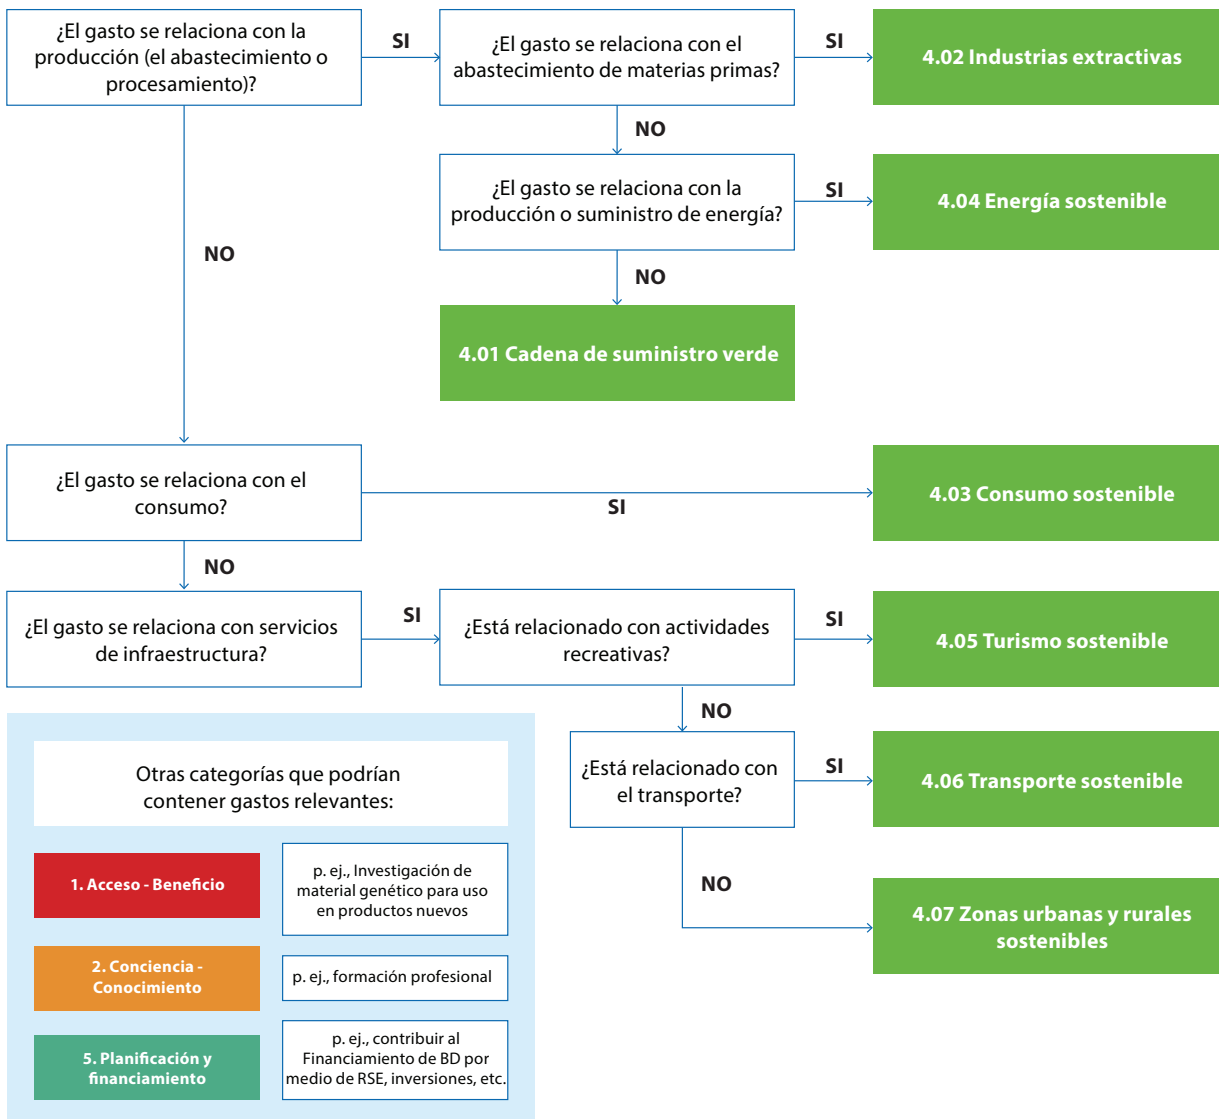 ¿El gasto se relaciona con la
producción (el abastecimiento o
procesamiento)?
SI
¿El gasto se relaciona con el
abastecimiento de materias primas?
SI
4.02 Industrias extractivas
NO
¿El gasto se relaciona con la
producción o suministro de energía?
SI
4.04 Energía sostenible
NO
NO
4.01 Cadena de suministro verde
¿El gasto se relaciona con el
consumo?
SI
4.03 Consumo sostenible
NO
¿El gasto se relaciona con servicios
de infraestructura?
SI
¿Está relacionado con actividades
recreativas?
SI
4.05 Turismo sostenible
NO
¿Está relacionado con
el transporte?
SI
4.06 Transporte sostenible
NO
4.07 Zonas urbanas y rurales
sostenibles
Otras categorías que podrían
contener gastos relevantes:
1. Acceso - Beneficio
p. ej., Investigación de
material genético para uso
en productos nuevos
2. Conciencia -
Conocimiento
p. ej., formación profesional
5. Planificación y
financiamiento
p. ej., contribuir al
Financiamiento de BD por
medio de RSE, inversiones, etc.